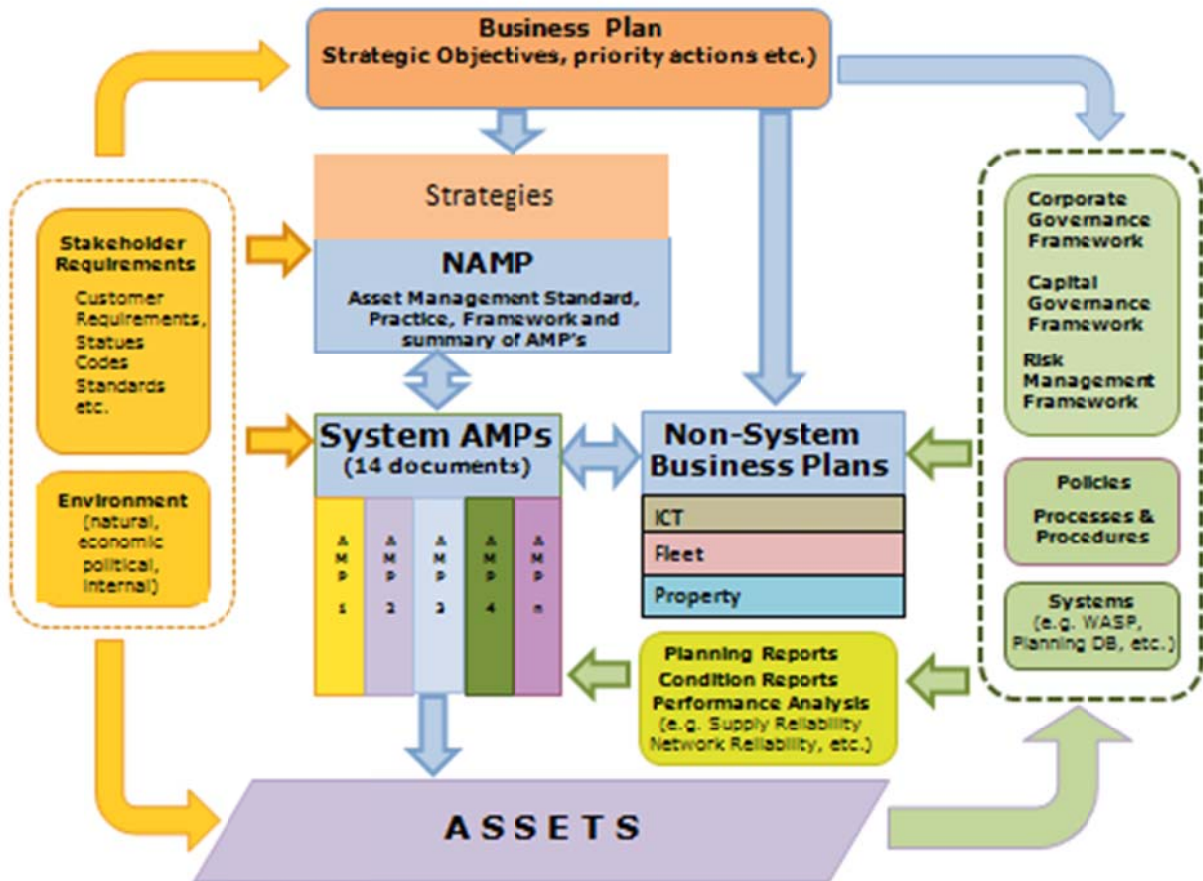 Business Plan
Strategic Objectives, priority actions etc.)
Strategies
NAMP
Asset Management Standard,
Practice, Framework and
summary of AMP's
Stakeholder
Requirements
Customer
Requirements,
Statues
Codes
Standards
etc.
Environment
(natural,
economic
political,
internal)
System AMPs
(14 documents)
AMP 1
AMP 2
AMP 3
AMP 4
AMP n
Non-System
Business Plans
ICT
Fleet
Property
Planning Reports
Condition Reports
Performance Analysis
(e.g. Supply Reliability
Network Reliability, etc.)
Corporate
Governance
Framework
Capital
Governance
Framework
Risk
Management
Framework
Policies
Processes &
Procedures
Systems
(e.g. WASP,
Planning DB, etc.)
ASSETS